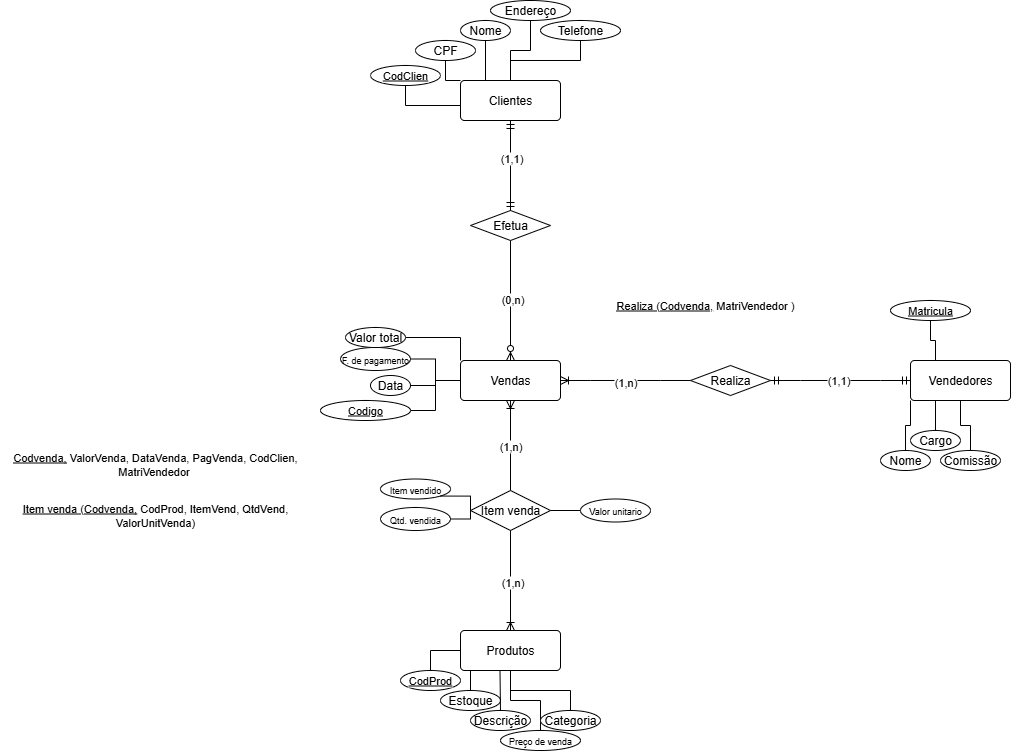 Endereço
Nome
Telefone
CPF
CodClien
Clientes
(1,1)
Efetua
(0,n)
Realiza (Codvenda, MatriVendedor )
Matricula
Valor total
F. de pagamento
Data
Codigo
Vendas
(1,n)
Realiza
(1,1)
Vendedores
Cargo
Nome
Comissão
(1,n)
Codvenda, ValorVenda, DataVenda, PagVenda, CodClien,
MatriVendedor
Item venda (Codvenda, CodProd, ItemVend, QtdVend,
ValorUnitVenda)
Item vendido
Qtd. vendida
Item venda
Valor unitario
(1,n)
Produtos
CodProd
Estoque
Descrição
Categoria
Preço de venda